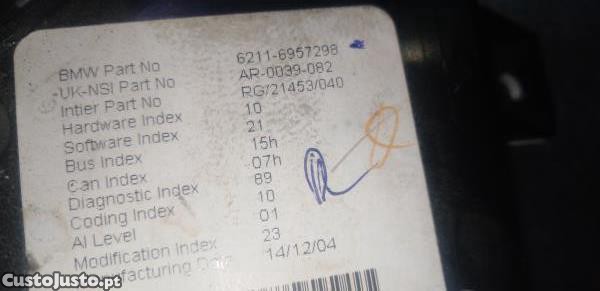 BMW Part No 6211-6957298
UK-NSI Part No AR-0039-082
Intier Part No RG/21453/040
Hardware Index 10
Software Index 21
Bus Index 15h
Can Index 07h
Diagnostic Index 89
Coding Index 10
AI Level 01
Modification Index 23
Manufacturing Date 14/12/04
CustoJusto.pt